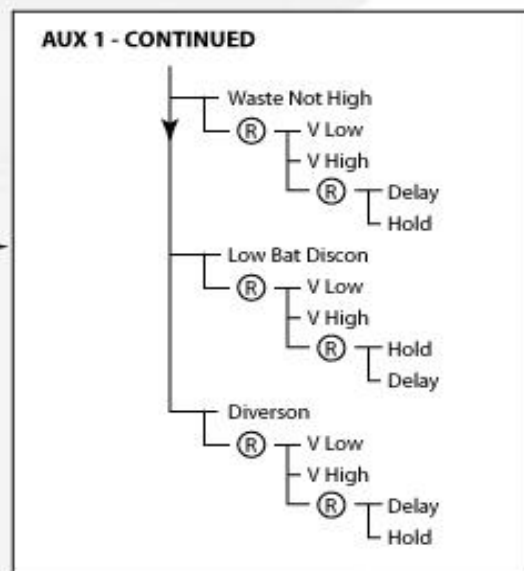 AUX 1 - CONTINUED
Waste Not High
R V Low
V High
R Delay
Hold
Low Bat Discon
R V Low
V High
R Hold
Delay
Diverson
R V Low
V High
R Delay
Hold